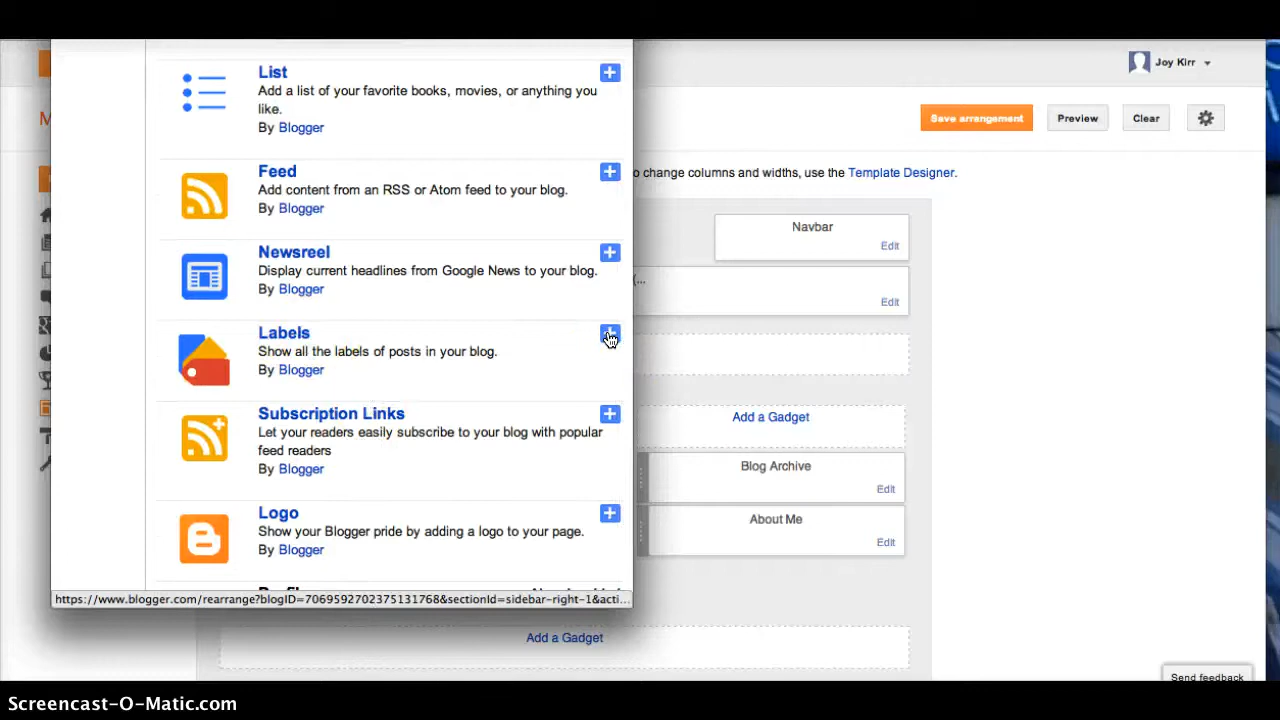 List
Add a list of your favorite books, movies, or anything you
like.
By Blogger
Feed
Add content from an RSS or Atom feed to your blog.
By Blogger
Newsreel
Display current headlines from Google News to your blog.
By Blogger
Labels
Show all the labels of posts in your blog.
By Blogger
Subscription Links
Let your readers easily subscribe to your blog with popular
feed readers
By Blogger
Logo
Show your Blogger pride by adding a logo to your page.
By Blogger
https://www.blogger.com/rearrange?blogID=7069592702375131768&sectionId=sidebar-right-1&acti...
Joy Kirr
M
Save arrangement
Preview
Clear
o change columns and widths, use the Template Designer.
Navbar
Edit
(...
Edit
Add a Gadget
Blog Archive
Edit
About Me
Edit
Add a Gadget
Send feedback
Screencast-O-Matic.com